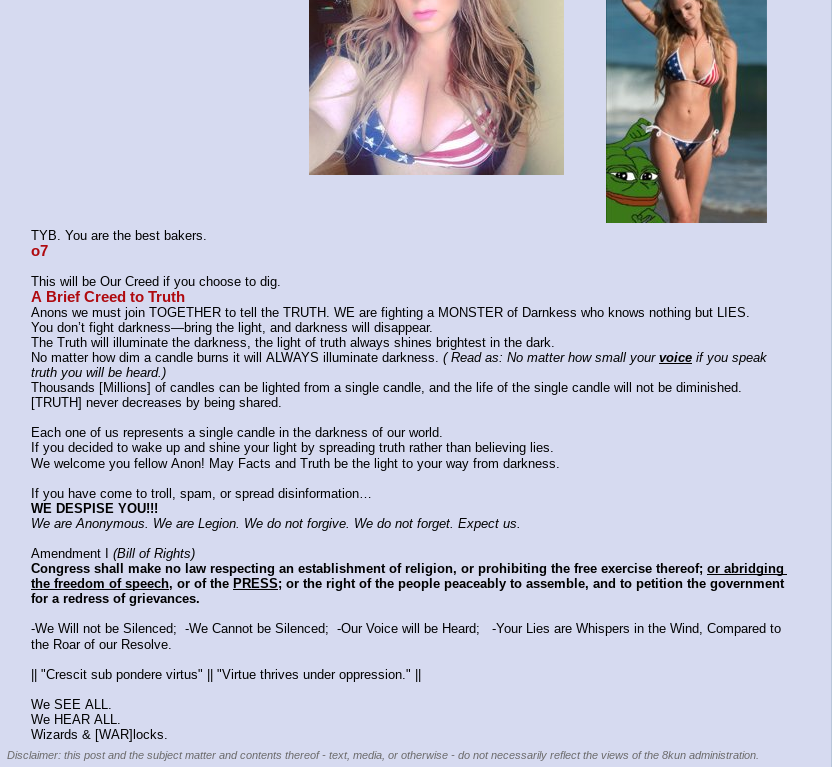 TYB. You are the best bakers.
o7
This will be Our Creed if you choose to dig.
A Brief Creed to Truth
Anons we must join TOGETHER to tell the TRUTH. WE are fighting a MONSTER of Darnkess who knows nothing but LIES.
You don't fight darkness—bring the light, and darkness will disappear.
The Truth will illuminate the darkness, the light of truth always shines brightest in the dark.
No matter how dim a candle burns it will ALWAYS illuminate darkness. ( Read as: No matter how small your voice if you speak
truth you will be heard.)
Thousands [Millions] of candles can be lighted from a single candle, and the life of the single candle will not be diminished.
[TRUTH] never decreases by being shared.
Each one of us represents a single candle in the darkness of our world.
If you decided to wake up and shine your light by spreading truth rather than believing lies.
We welcome you fellow Anon! May Facts and Truth be the light to your way from darkness.
If you have come to troll, spam, or spread disinformation…
WE DESPISE YOU!!!
We are Anonymous. We are Legion. We do not forgive. We do not forget. Expect us.
Amendment I (Bill of Rights)
Congress shall make no law respecting an establishment of religion, or prohibiting the free exercise thereof; or abridging
the freedom of speech, or of the PRESS; or the right of the people peaceably to assemble, and to petition the government
for a redress of grievances.
-We Will not be Silenced;  -We Cannot be Silenced;  -Our Voice will be Heard;   -Your Lies are Whispers in the Wind, Compared to
the Roar of our Resolve.
|| "Crescit sub pondere virtus" || "Virtue thrives under oppression." ||
We SEE ALL.
We HEAR ALL.
Wizards & [WAR]locks.
Disclaimer: this post and the subject matter and contents thereof - text, media, or otherwise - do not necessarily reflect the views of the 8kun administration.